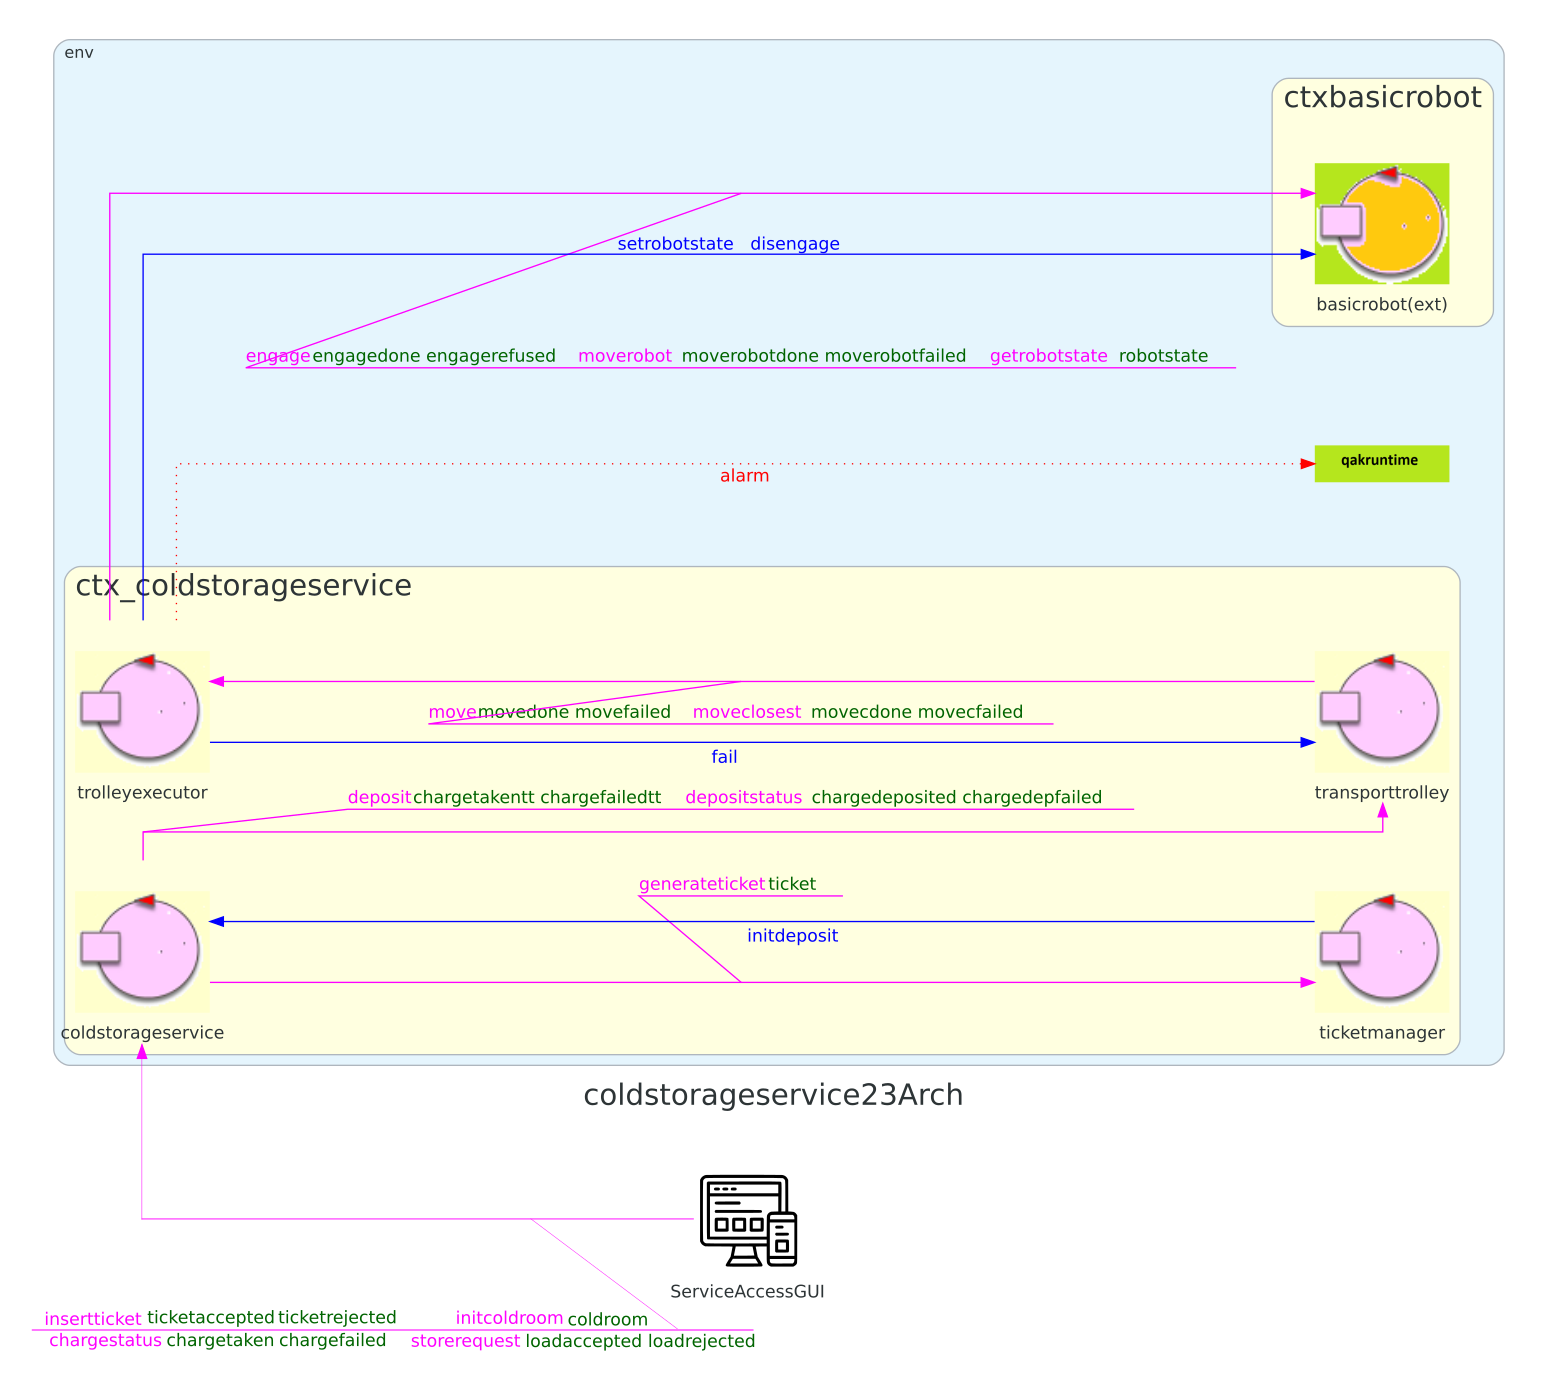 env
ctxbasicrobot
setrobotstate disengage
basicrobot(ext)
engage engagedone engagerefused moverobot moverobotdone moverobotfailed getrobotstate robotstate
qakruntime
alarm
ctx_coldstorageservice
move movedone movefailed moveclosest movecdone movecfailed
fail
trolleyexecutor
transporttrolley
deposit chargetakentt chargefailedtt depositstatus chargedeposited chargedepfailed
generateticket ticket
initdeposit
coldstorageservice
ticketmanager
coldstorageservice23Arch
ServiceAccessGUI
insertticket ticketaccepted ticketrejected initcoldroom coldroom
chargestatus chargetaken chargefailed storerequest loadaccepted loadrejected